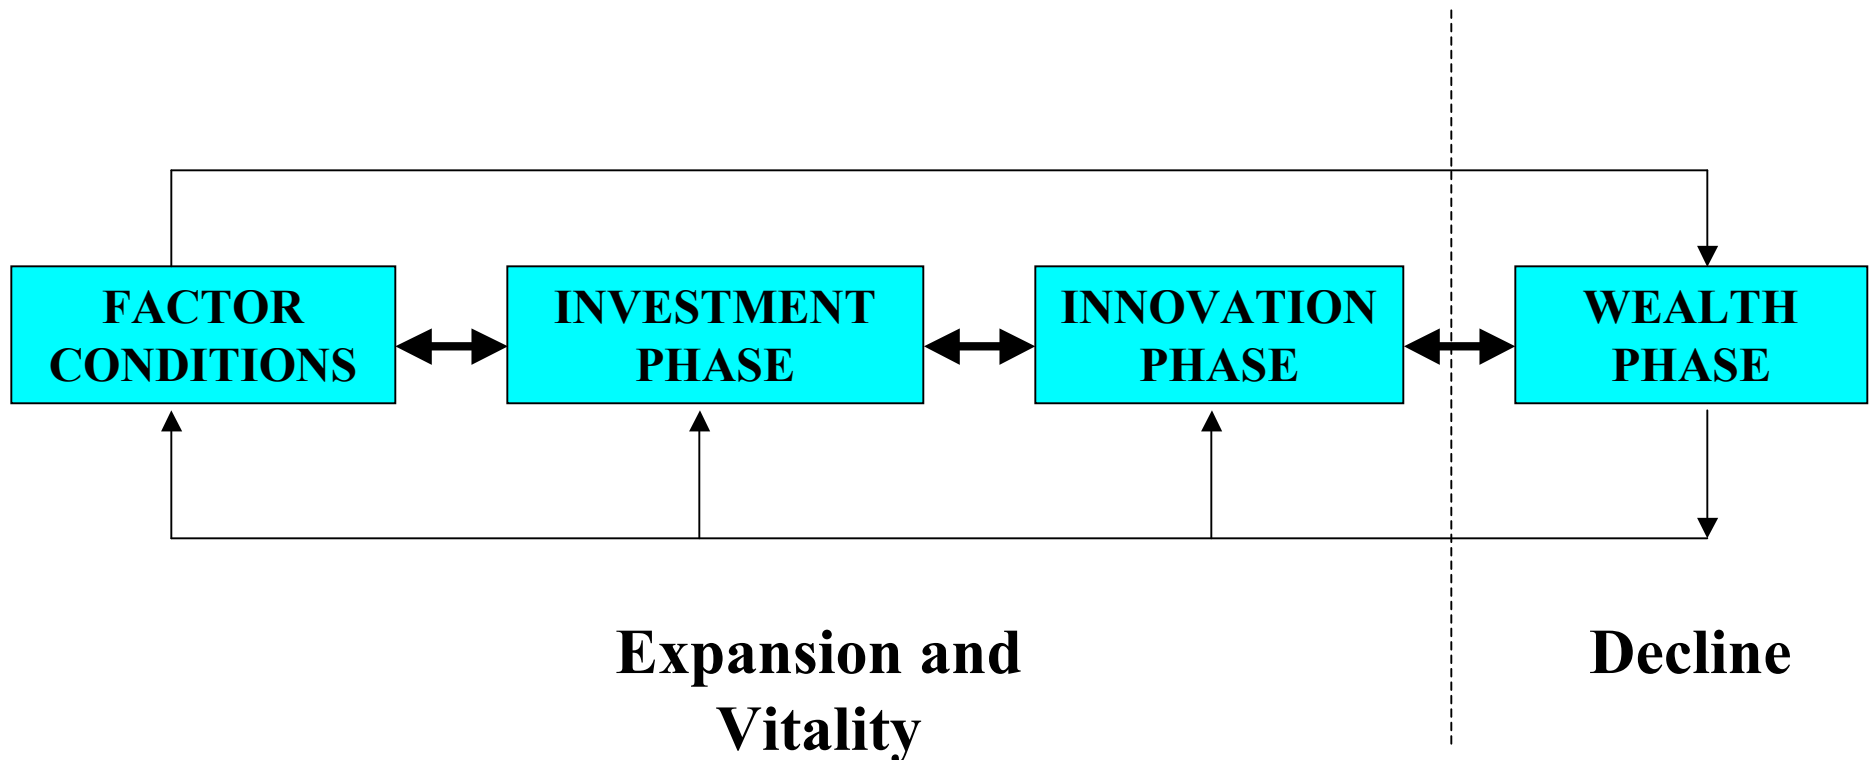 FACTOR
CONDITIONS
INVESTMENT
PHASE
INNOVATION
PHASE
WEALTH
PHASE
Expansion and
Vitality
Decline